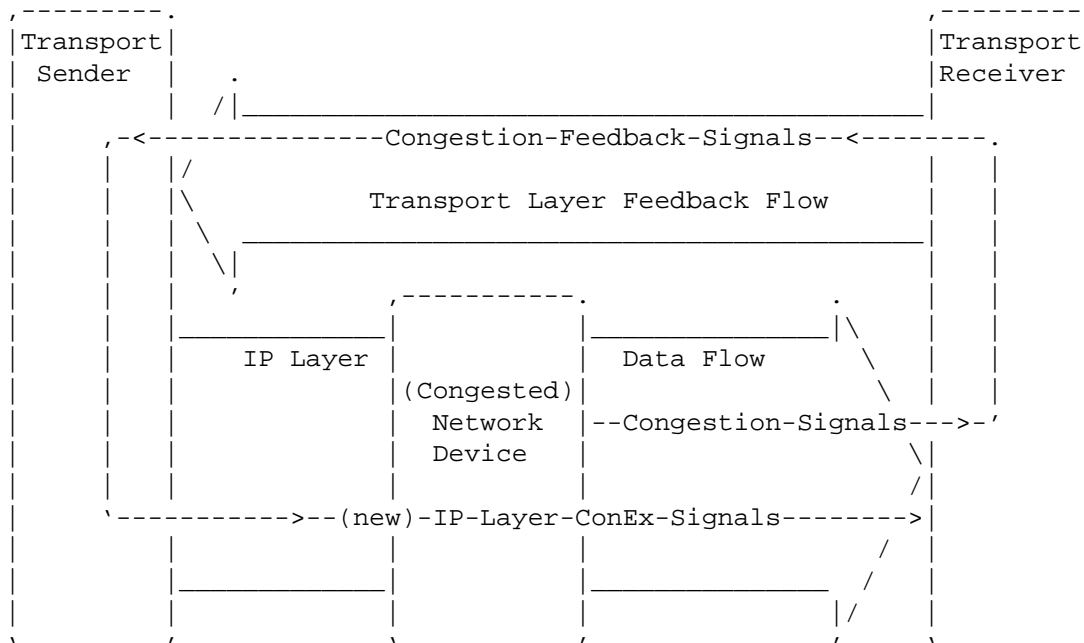 Transport Transport
Sender Receiver
Congestion-Feedback-Signals
Transport Layer Feedback Flow
IP Layer Data Flow
(Congested)
Network --Congestion-Signals--->-
Device
(new)-IP-Layer-ConEx-Signals